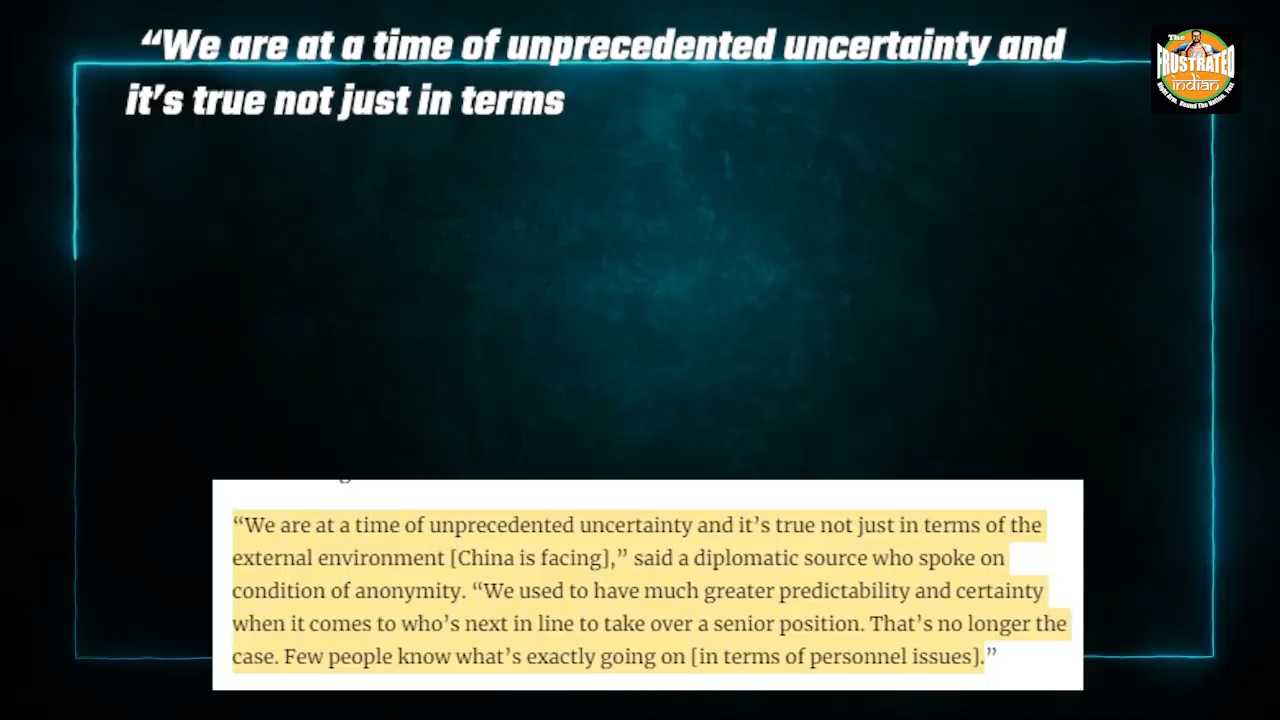 “We are at a time of unprecedented uncertainty and
it’s true not just in terms
The
FRUSTRATED
indian
“We are at a time of unprecedented uncertainty and it’s true not just in terms of the
external environment [China is facing],” said a diplomatic source who spoke on
condition of anonymity. “We used to have much greater predictability and certainty
when it comes to who’s next in line to take over a senior position. That’s no longer the
case. Few people know what’s exactly going on [in terms of personnel issues].”